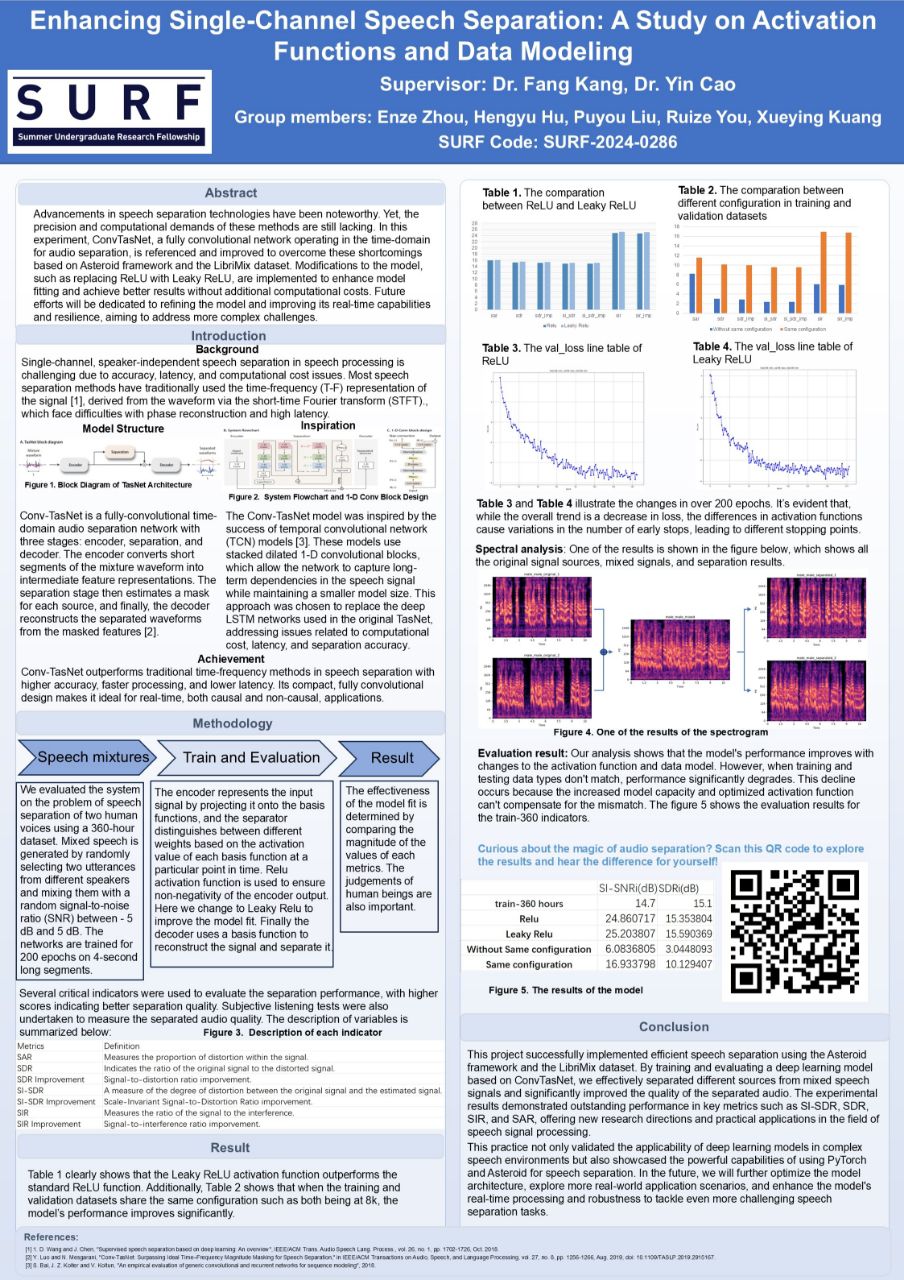 Enhancing Single-Channel Speech Separation: A Study on Activation
Functions and Data Modeling
SURF
Summer Undergraduate Research Fellowship
Supervisor: Dr. Fang Kang, Dr. Yin Cao
Group members: Enze Zhou, Hengyu Hu, Puyou Liu, Ruize You, Xueying Kuang
SURF Code: SURF-2024-0286
Abstract
Advancements in speech separation technologies have been noteworthy. Yet, the
precision and computational demands of these methods are still lacking. In this
experiment, ConvTasNet, a fully convolutional network operating in the time-domain
for audio separation, is referenced and improved to overcome these shortcomings
based on Asteroid framework and the LibriMix dataset. Modifications to the model,
such as replacing ReLU with Leaky ReLU, are implemented to enhance model
fitting and achieve better results without additional computational costs. Future
efforts will be dedicated to refining the model and improving its real-time capabilities
and resilience, aiming to address more complex challenges.
Introduction
Background
Single-channel, speaker-independent speech separation in speech processing is
challenging due to accuracy, latency, and computational cost issues. Most speech
separation methods have traditionally used the time-frequency (T-F) representation of
the signal [1], derived from the waveform via the short-time Fourier transform (STFT).,
which face difficulties with phase reconstruction and high latency.
Model Structure
A. TasNet block diagram
Mixture
waveform
Encoder
Separation
Decoder
Separated
waveforms
Figure 1. Block Diagram of TasNet Architecture
Conv-TasNet is a fully-convolutional time-
domain audio separation network with
three stages: encoder, separation, and
decoder. The encoder converts short
segments of the mixture waveform into
intermediate feature representations. The
separation stage then estimates a mask
for each source, and finally, the decoder
reconstructs the separated waveforms
from the masked features [2].
Inspiration
B. System flowchart
C. 1-D Conv block design
Figure 2. System Flowchart and 1-D Conv Block Design
The Conv-TasNet model was inspired by the
success of temporal convolutional network
(TCN) models [3]. These models use
stacked dilated 1-D convolutional blocks,
which allow the network to capture long-
term dependencies in the speech signal
while maintaining a smaller model size. This
approach was chosen to replace the deep
LSTM networks used in the original TasNet,
addressing issues related to computational
cost, latency, and separation accuracy.
Achievement
Conv-TasNet outperforms traditional time-frequency methods in speech separation with
higher accuracy, faster processing, and lower latency. Its compact, fully convolutional
design makes it ideal for real-time, both causal and non-causal, applications.
Methodology
Speech mixtures
Train and Evaluation
Result
We evaluated the system
on the problem of speech
separation of two human
voices using a 360-hour
dataset. Mixed speech is
generated by randomly
selecting two utterances
from different speakers
and mixing them with a
random signal-to-noise
ratio (SNR) between - 5
dB and 5 dB. The
networks are trained for
200 epochs on 4-second
long segments.
The encoder represents the input
signal by projecting it onto the basis
functions, and the separator
distinguishes between different
weights based on the activation
value of each basis function at a
particular point in time. Relu
activation function is used to ensure
non-negativity of the encoder output.
Here we change to Leaky Relu to
improve the model fit. Finally the
decoder uses a basis function to
reconstruct the signal and separate it.
The effectiveness
of the model fit is
determined by
comparing the
magnitude of the
values of each
metrics. The
judgements of
human beings are
also important.
Several critical indicators were used to evaluate the separation performance, with higher
scores indicating better separation quality. Subjective listening tests were also
undertaken to measure the separated audio quality. The description of variables is
summarized below:
Figure 3. Description of each indicator
Metrics Definition
SAR Measures the proportion of distortion within the signal.
SDR Indicates the ratio of the original signal to the distorted signal.
SDR Improvement Signal-to-distortion ratio imporvement.
SI-SDR A measure of the degree of distortion between the original signal and the estimated signal.
SI-SDR Improvement Scale-Invariant Signal-to-Distortion Ratio imporvement.
SIR Measures the ratio of the signal to the interference.
SIR Improvement Signal-to-interference ratio imporvement.
Result
Table 1 clearly shows that the Leaky ReLU activation function outperforms the
standard ReLU function. Additionally, Table 2 shows that when the training and
validation datasets share the same configuration such as both being at 8k, the
model's performance improves significantly.
Table 1. The comparation
between ReLU and Leaky ReLU
28
26
24
22
20
18
16
14
12
10
8
6
4
2
0
sar sdr sdr_imp si_sdr si_sdr_imp sir sir_imp
Relu Leaky Relu
Table 2. The comparation between
different configuration in training and
validation datasets
18
16
14
12
10
8
6
4
2
0
sar sdr sdr_imp si_sdr si_sdr_imp sir sir_imp
Without same configuration Same configuration
Table 3. The val_loss line table of
ReLU
Table 4. The val_loss line table of
Leaky ReLU
Table 3 and Table 4 illustrate the changes in over 200 epochs. It's evident that,
while the overall trend is a decrease in loss, the differences in activation functions
cause variations in the number of early stops, leading to different stopping points.
Spectral analysis: One of the results is shown in the figure below, which shows all
the original signal sources, mixed signals, and separation results.
Figure 4. One of the results of the spectrogram
Evaluation result: Our analysis shows that the model's performance improves with
changes to the activation function and data model. However, when training and
testing data types don't match, performance significantly degrades. This decline
occurs because the increased model capacity and optimized activation function
can't compensate for the mismatch. The figure 5 shows the evaluation results for
the train-360 indicators.
Curious about the magic of audio separation? Scan this QR code to explore
the results and hear the difference for yourself!
SI-SNRi(dB) SDRi(dB)
train-360 hours 14.7 15.1
Relu 24.860717 15.353804
Leaky Relu 25.203807 15.590369
Without Same configuration 6.0836805 3.0448093
Same configuration 16.933798 10.129407
Figure 5. The results of the model
Conclusion
This project successfully implemented efficient speech separation using the Asteroid
framework and the LibriMix dataset. By training and evaluating a deep learning model
based on ConvTasNet, we effectively separated different sources from mixed speech
signals and significantly improved the quality of the separated audio. The experimental
results demonstrated outstanding performance in key metrics such as SI-SDR, SDR,
SIR, and SAR, offering new research directions and practical applications in the field of
speech signal processing.
This practice not only validated the applicability of deep learning models in complex
speech environments but also showcased the powerful capabilities of using PyTorch
and Asteroid for speech separation. In the future, we will further optimize the model
architecture, explore more real-world application scenarios, and enhance the model's
real-time processing and robustness to tackle even more challenging speech
separation tasks.
References:
[1] 1. D. Wang and J. Chen, "Supervised speech separation based on deep learning: An overview", IEEE/ACM Trans. Audio Speech Lang. Process., vol. 26, no. 1, pp. 1702-1726, Oct. 2018.
[2] Y. Luo and N. Mesgarani, "Conv-TasNet: Surpassing Ideal Time–Frequency Magnitude Masking for Speech Separation," in IEEE/ACM Transactions on Audio, Speech, and Language Processing, vol. 27, no. 8, pp. 1256-1266, Aug. 2019, doi: 10.1109/TASLP.2019.2915167.
[3] S. Bai, J. Z. Kolter and V. Koltun, "An empirical evaluation of generic convolutional and recurrent networks for sequence modeling", 2018.